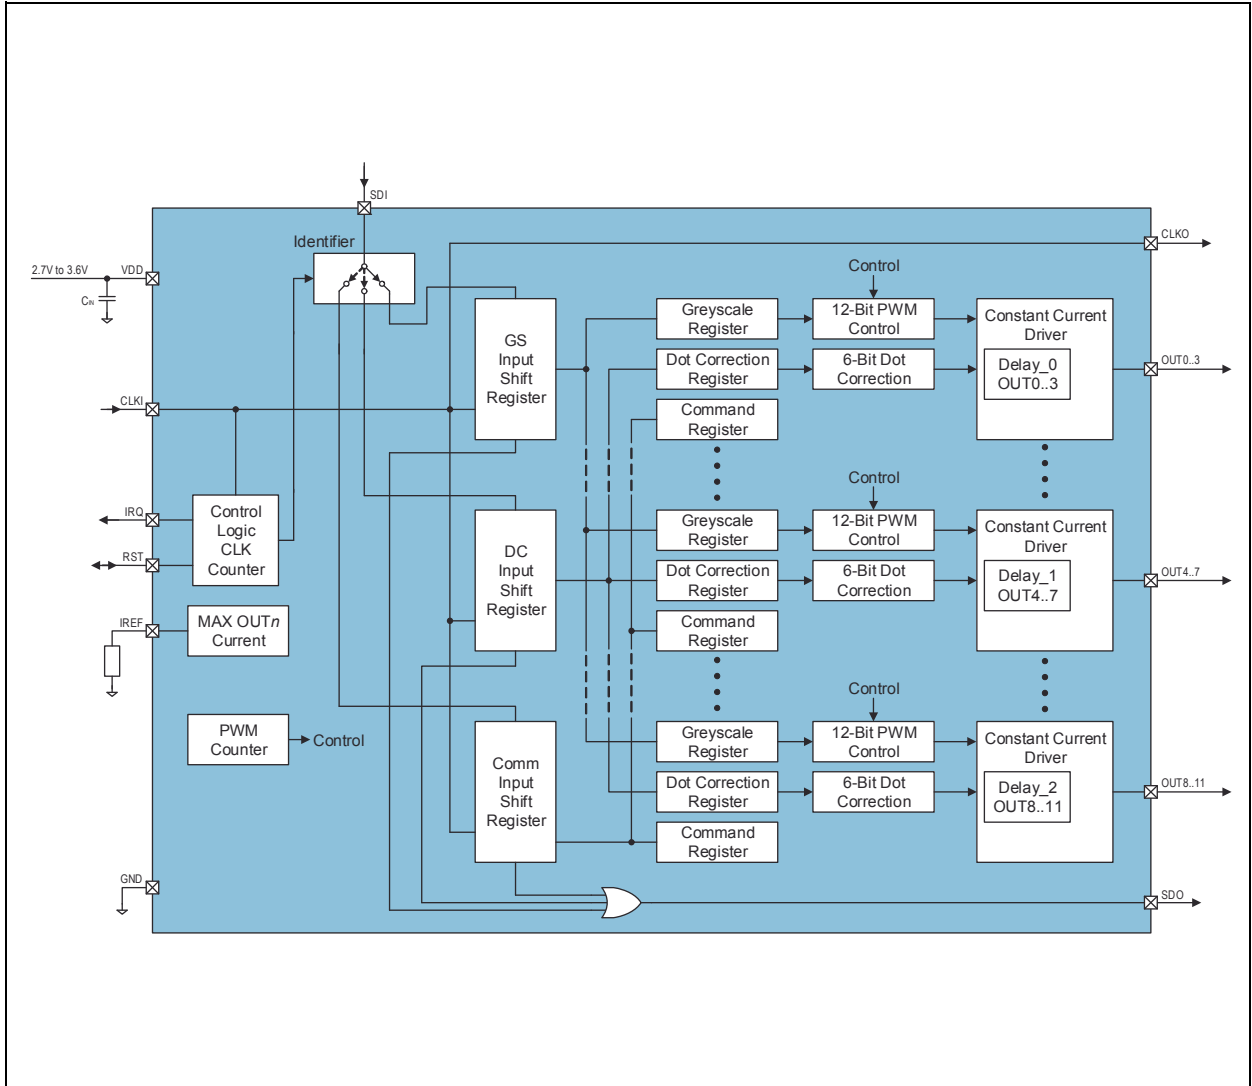 SDI
Identifier
CLKO
2.7V to 3.6V
VDD
CIN
Control
Greyscale
Register
12-Bit PWM
Control
Constant Current
Driver
GS
Input
Shift
Register
Dot Correction
Register
6-Bit Dot
Correction
Delay_0
OUT0..3
OUT0..3
CLKI
Command
Register
Control
IRQ
Control
Logic
CLK
Counter
RST
Greyscale
Register
12-Bit PWM
Control
Constant Current
Driver
DC
Input
Shift
Register
Dot Correction
Register
6-Bit Dot
Correction
Delay_1
OUT4..7
OUT4..7
IREF
MAX OUTn
Current
Command
Register
Control
PWM
Counter
Control
Greyscale
Register
12-Bit PWM
Control
Constant Current
Driver
Comm
Input
Shift
Register
Dot Correction
Register
6-Bit Dot
Correction
Delay_2
OUT8..11
OUT8..11
Command
Register
GND
SDO